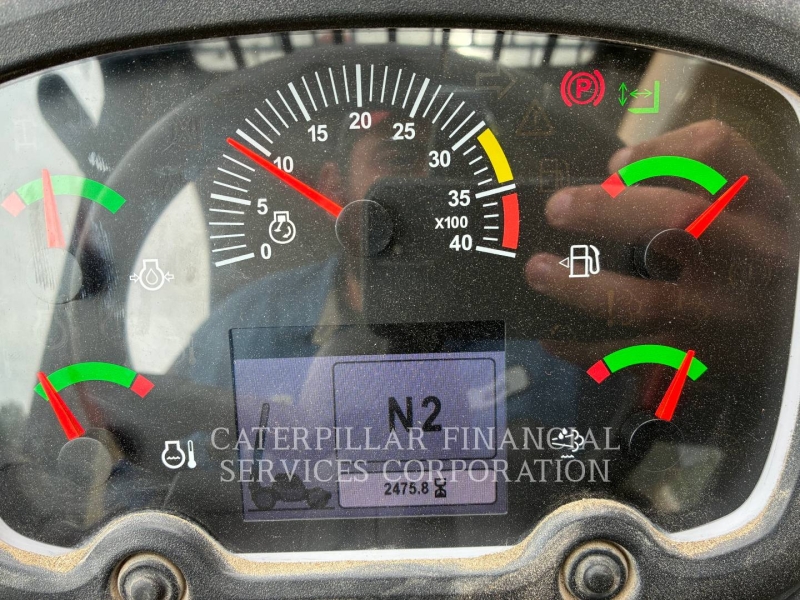 20
15
25
10
30
5
35
X100
0
40
P
N2
CATERPILLAR FINANCIAL
SERVICES CORPORATION
2475.8